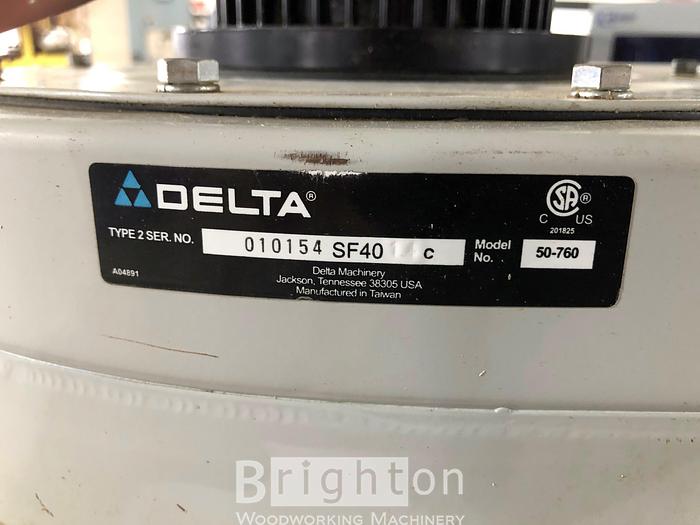 DELTA®
TYPE 2 SER. NO. 010154 SF40 c Model No. 50-760
CSA®
C US
201825
A04891
Delta Machinery
Jackson, Tennessee 38305 USA
Manufactured in Taiwan
Brighton
WOODWORKING MACHINERY